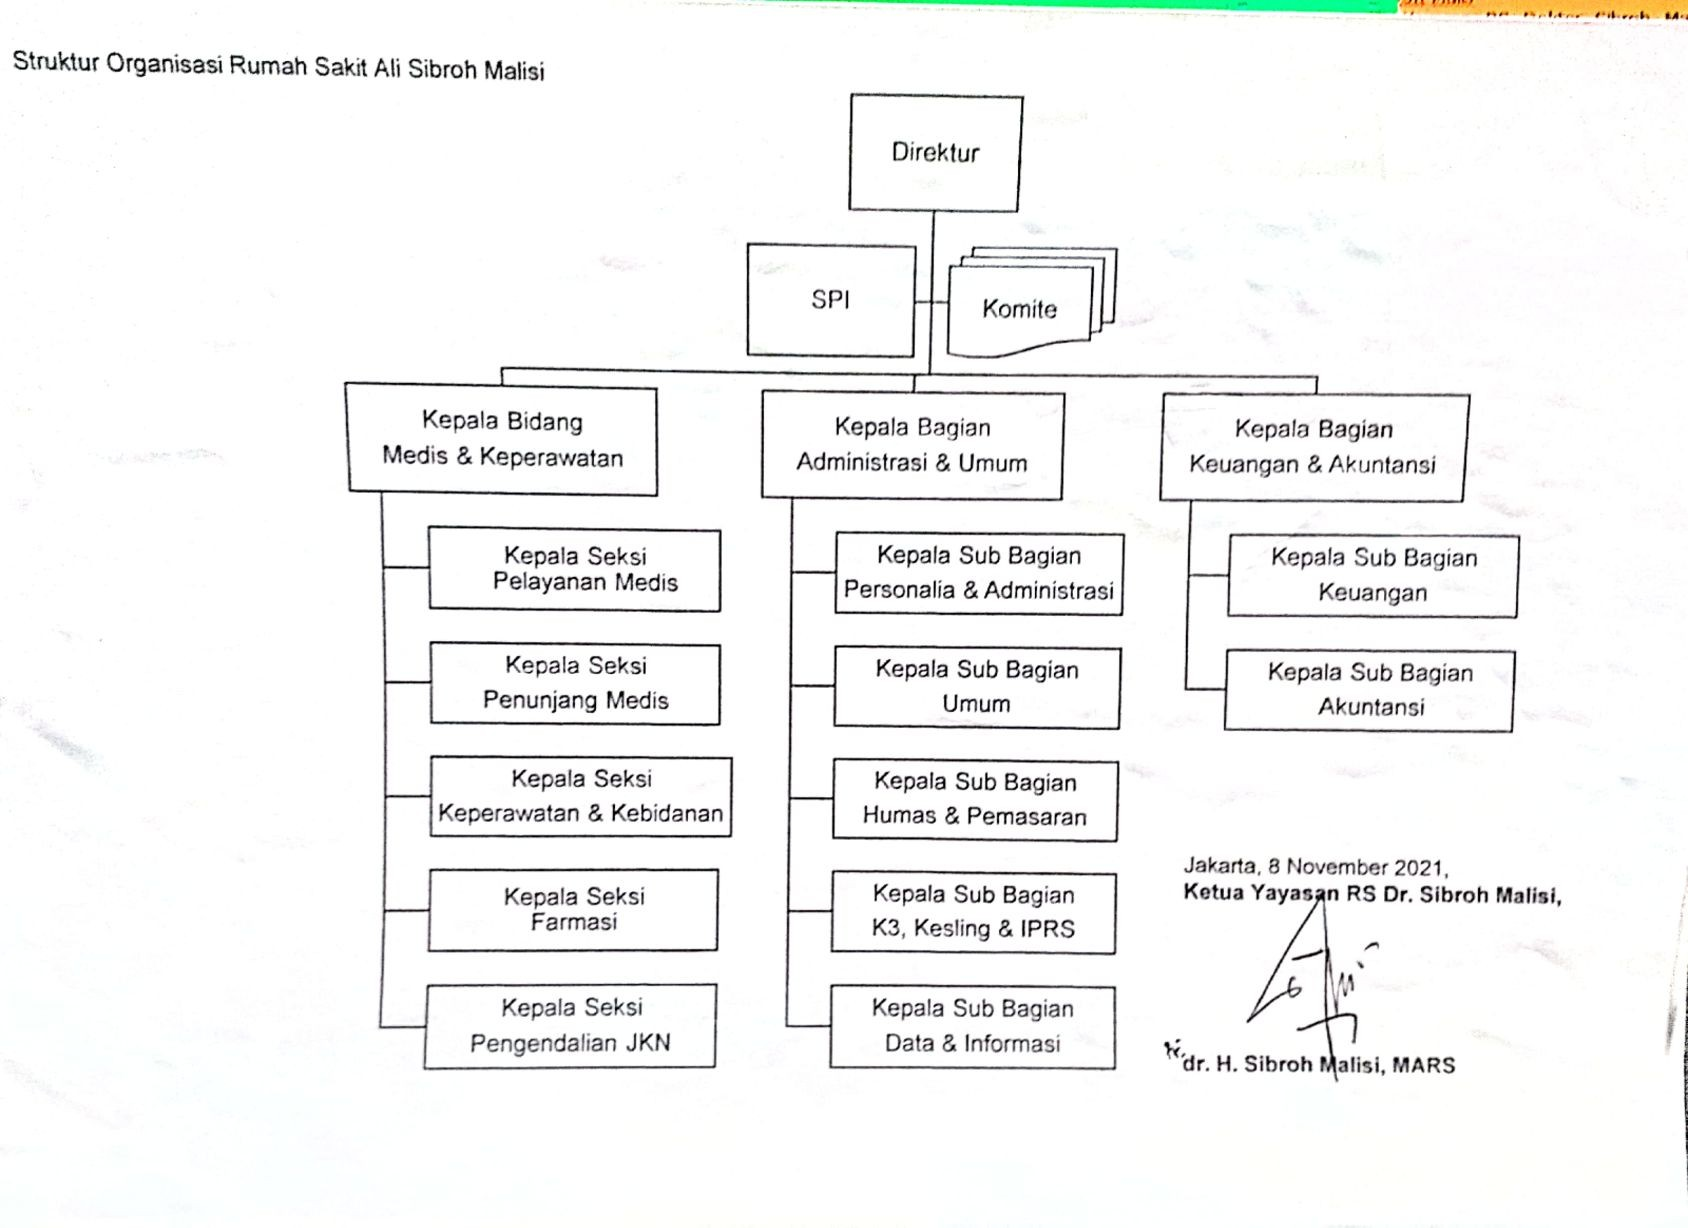 Struktur Organisasi Rumah Sakit Ali Sibroh Malisi
Direktur
SPI
Komite
Kepala Bidang
Medis & Keperawatan
Kepala Bagian
Administrasi & Umum
Kepala Bagian
Keuangan & Akuntansi
Kepala Seksi
Pelayanan Medis
Kepala Seksi
Penunjang Medis
Kepala Seksi
Keperawatan & Kebidanan
Kepala Seksi
Farmasi
Kepala Seksi
Pengendalian JKN
Kepala Sub Bagian
Personalia & Administrasi
Kepala Sub Bagian
Umum
Kepala Sub Bagian
Humas & Pemasaran
Kepala Sub Bagian
K3, Kesling & IPRS
Kepala Sub Bagian
Data & Informasi
Kepala Sub Bagian
Keuangan
Kepala Sub Bagian
Akuntansi
Jakarta, 8 November 2021,
Ketua Yayasan RS Dr. Sibroh Malisi,
dr. H. Sibroh Malisi, MARS